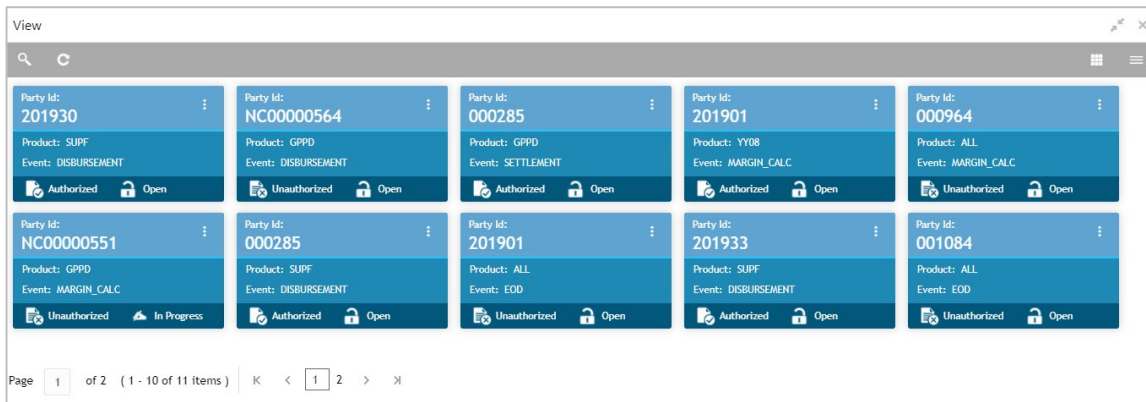 View
Party Id:
201930
Product: SUPF
Event: DISBURSEMENT
Authorized Open
Party Id:
NC00000564
Product: GPPD
Event: DISBURSEMENT
Unauthorized Open
Party Id:
000285
Product: GPPD
Event: SETTLEMENT
Authorized Open
Party Id:
201901
Product: YY08
Event: MARGIN_CALC
Authorized Open
Party Id:
000964
Product: ALL
Event: MARGIN_CALC
Unauthorized Open
Party Id:
NC00000551
Product: GPPD
Event: MARGIN_CALC
Unauthorized In Progress
Party Id:
000285
Product: SUPF
Event: DISBURSEMENT
Authorized Open
Party Id:
201901
Product: ALL
Event: EOD
Unauthorized Open
Party Id:
201933
Product: SUPF
Event: DISBURSEMENT
Authorized Open
Party Id:
001084
Product: ALL
Event: EOD
Unauthorized Open
Page 1 of 2 ( 1 - 10 of 11 items ) 1 2